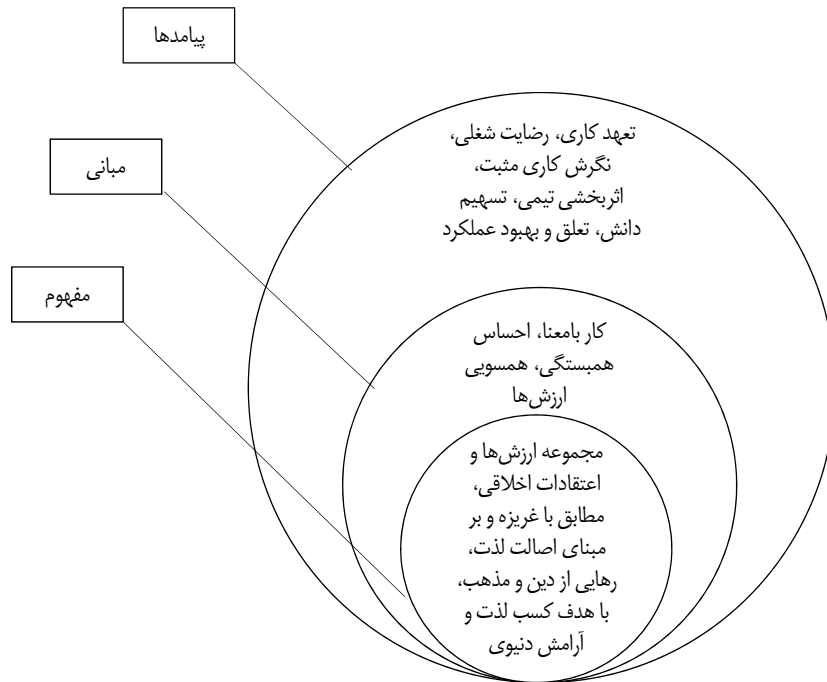 پیامدها
تعهد کاری، رضایت شغلی،
نگرش کاری مثبت،
اثربخشی تیمی، تسهیم
دانش، تعلق و بهبود عملکرد
مبانی
کار بامعنا، احساس
همبستگی، همسویی
ارزش‌ها
مفهوم
مجموعه ارزش‌ها و
اعتقادات اخلاقی،
مطابق با غریزه و بر
مبنای اصالت لذت،
رهایی از دین و مذهب،
با هدف کسب لذت و
آرامش دنیوی